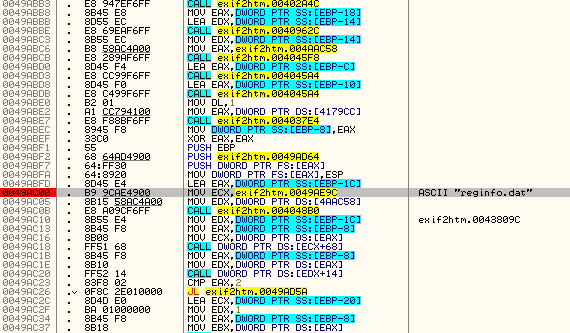 0049ABB3 . E8 947EF6FF CALL exif2htm.00402A4C
0049ABB8 . 8B45 E8 MOV EAX,DWORD PTR SS:[EBP-18]
0049ABBB . 8D55 EC LEA EDX,DWORD PTR SS:[EBP-14]
0049ABBE . E8 69EAF6FF CALL exif2htm.0040962C
0049ABC3 . 8B55 EC MOV EDX,DWORD PTR SS:[EBP-14]
0049ABC6 . B8 58AC4A00 MOV EAX,exif2htm.004AAC58
0049ABCB . E8 289AF6FF CALL exif2htm.004045F8
0049ABD0 . 8D45 F4 LEA EAX,DWORD PTR SS:[EBP-C]
0049ABD3 . E8 CC99F6FF CALL exif2htm.004045A4
0049ABD8 . 8D45 F0 LEA EAX,DWORD PTR SS:[EBP-10]
0049ABDB . E8 C499F6FF CALL exif2htm.004045A4
0049ABE0 . B2 01 MOV DL,1
0049ABE2 . A1 CC794100 MOV EAX,DWORD PTR DS:[4179CC]
0049ABE7 . E8 F88BF6FF CALL exif2htm.004037E4
0049ABEC . 8945 F8 MOV DWORD PTR SS:[EBP-8],EAX
0049ABEF . 33C0 XOR EAX,EAX
0049ABF1 . 55 PUSH EBP
0049ABF2 . 68 64AD4900 PUSH exif2htm.0049AD64
0049ABF7 . 64:FF30 PUSH DWORD PTR FS:[EAX]
0049ABFA . 64:8920 MOV DWORD PTR FS:[EAX],ESP
0049ABFD . 8D45 E4 LEA EAX,DWORD PTR SS:[EBP-1C]
0049AC00 . B9 9CAE4900 MOV ECX,exif2htm.0049AE9C ASCII "reginfo.dat"
0049AC05 . 8B15 58AC4A00 MOV EDX,DWORD PTR DS:[4AAC58]
0049AC0B . E8 A09CF6FF CALL exif2htm.004048B0
0049AC10 . 8B55 E4 MOV EDX,DWORD PTR SS:[EBP-1C] exif2htm.0043809C
0049AC13 . 8B45 F8 MOV EAX,DWORD PTR SS:[EBP-8]
0049AC16 . 8B08 MOV ECX,DWORD PTR DS:[EAX]
0049AC18 . FF51 68 CALL DWORD PTR DS:[ECX+68]
0049AC1B . 8B45 F8 MOV EAX,DWORD PTR SS:[EBP-8]
0049AC1E . 8B10 MOV EDX,DWORD PTR DS:[EAX]
0049AC20 . FF52 14 CALL DWORD PTR DS:[EDX+14]
0049AC23 . 83F8 02 CMP EAX,2
0049AC26 .v 0F8C 2E010000 JL exif2htm.0049AD5A
0049AC2C . 8D4D E0 LEA ECX,DWORD PTR SS:[EBP-20]
0049AC2F . BA 01000000 MOV EDX,1
0049AC34 . 8B45 F8 MOV EAX,DWORD PTR SS:[EBP-8]
0049AC37 . 8B18 MOV EBX,DWORD PTR DS:[EAX]